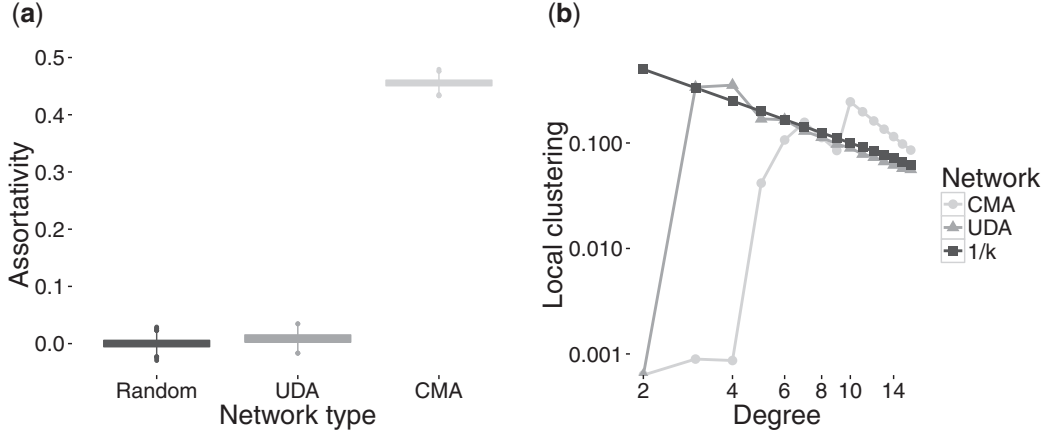 (a)
Assortativity
0.5
0.4
0.3
0.2
0.1
0.0
Random UDA CMA
Network type
(b)
Local clustering
0.100
0.010
0.001
2 4 6 8 10 14
Degree
Network
CMA
UDA
1/k